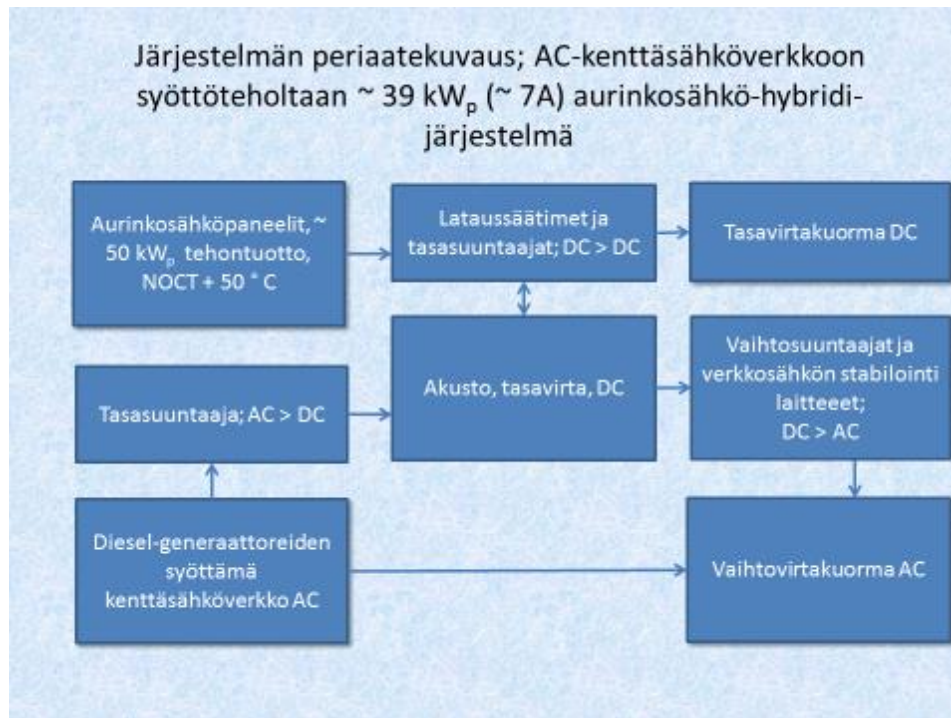 Järjestelmän periaatekuvaus; AC-kenttäsähköverkkoon
syöttöteholtaan ~ 39 kWp (~ 7A) aurinkosähkö-hybridi-
järjestelmä
Aurinkosähköpaneelit, ~
50 kWp tehontuotto,
NOCT + 50 ° C
Lataussäätimet ja
tasasuuntaajat; DC > DC
Tasavirtakuorma DC
Tasasuuntaaja; AC > DC
Akusto, tasavirta, DC
Vaihtosuuntaajat ja
verkkosähkön stabilointi
laitteeet;
DC > AC
Diesel-generaattoreiden
syöttämä
kenttäsähköverkko AC
Vaihtovirtakuorma AC